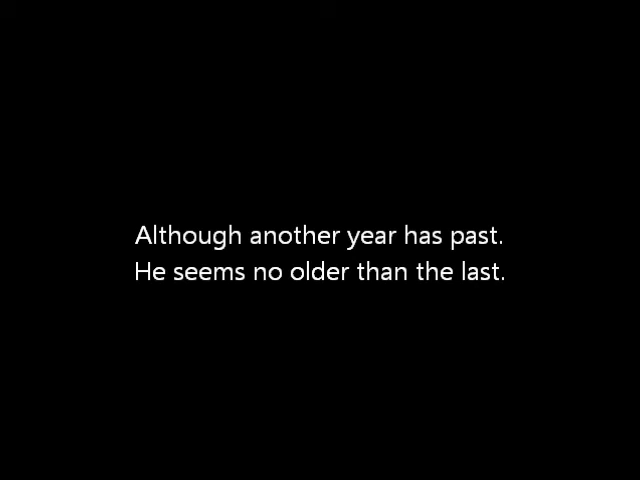 Although another year has past.
He seems no older than the last.